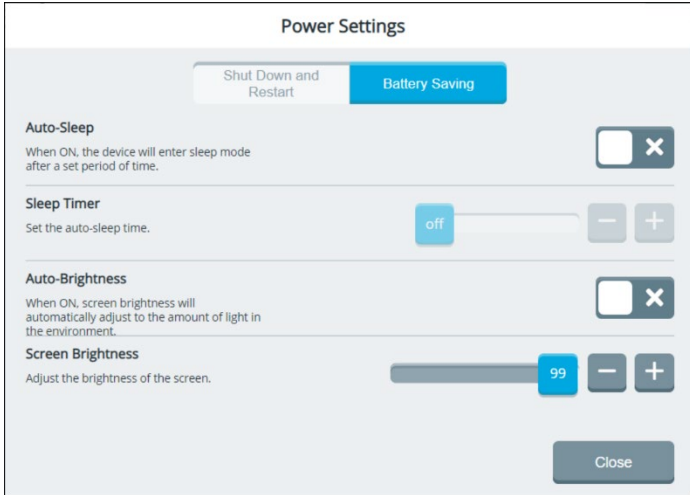 Power Settings
Shut Down and
Restart
Battery Saving
Auto-Sleep
When ON, the device will enter sleep mode
after a set period of time.
Sleep Timer
Set the auto-sleep time.
off
Auto-Brightness
When ON, screen brightness will
automatically adjust to the amount of light in
the environment.
Screen Brightness
Adjust the brightness of the screen.
99
Close